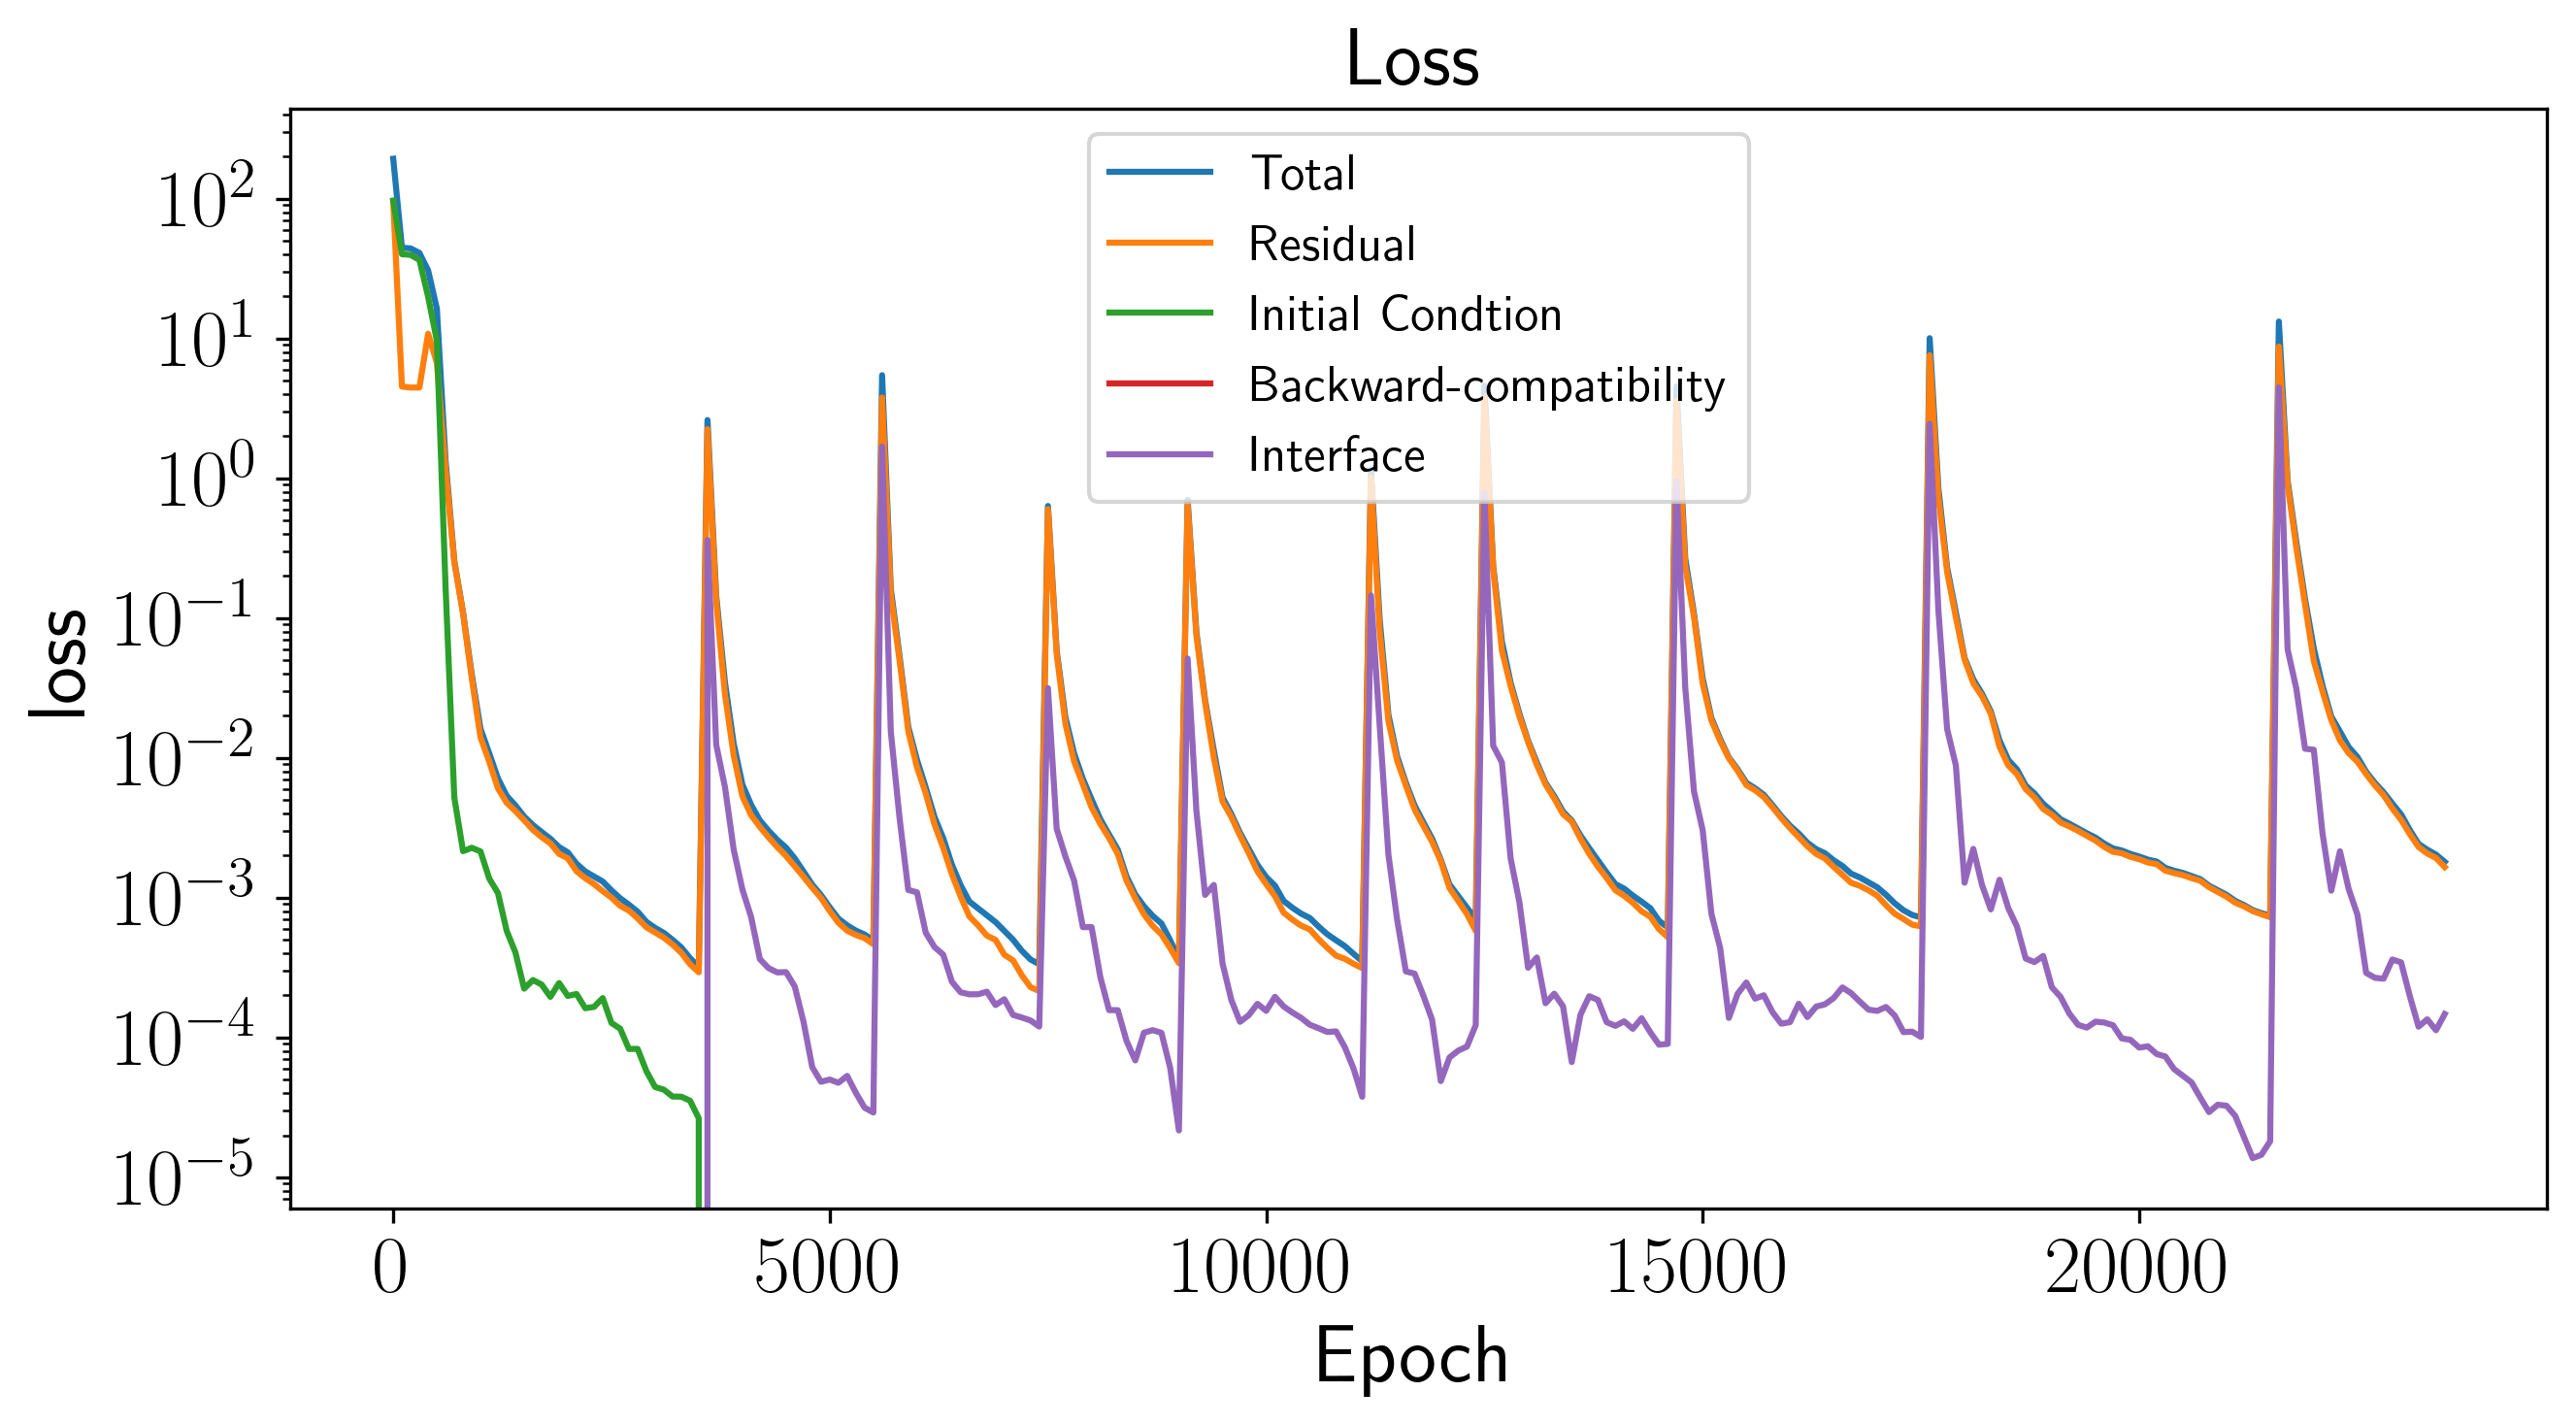 Loss
Total
Residual
Initial Condtion
Backward-compatibility
Interface
loss
10^2
10^1
10^0
10^−1
10^−2
10^−3
10^−4
10^−5
0 5000 10000 15000 20000
Epoch